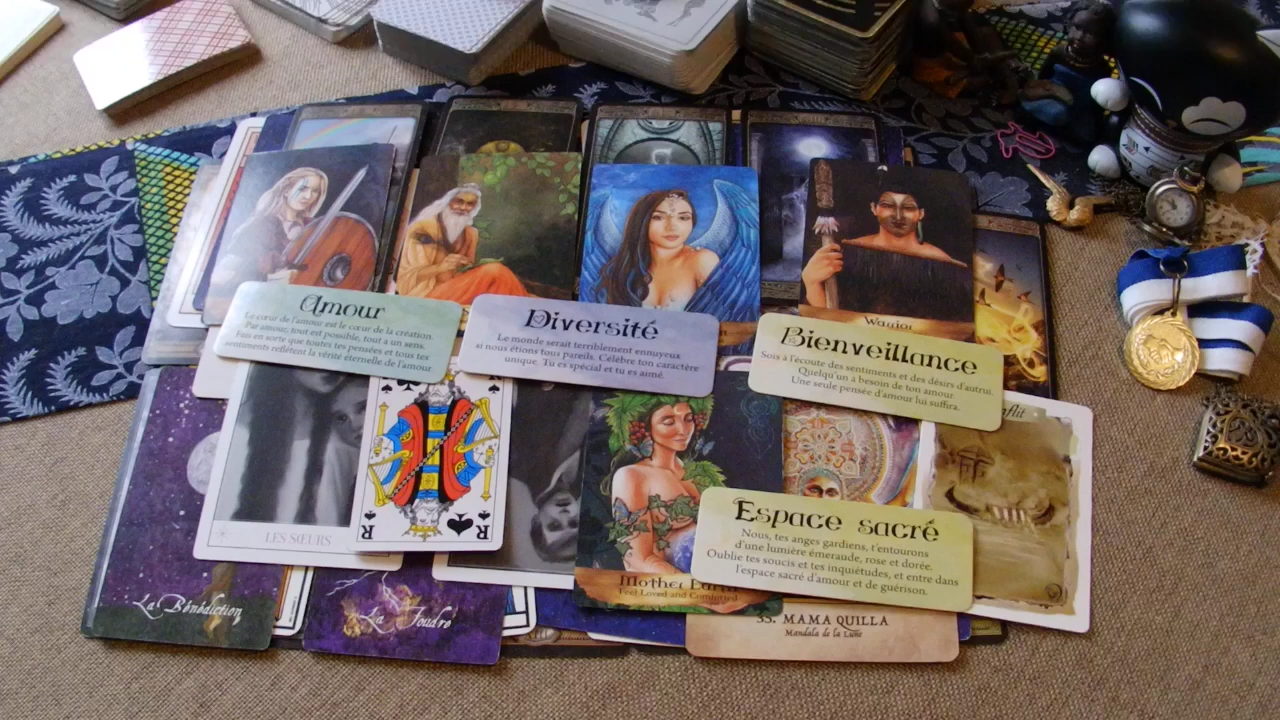 Amour
Le cœur de l'amour est le cœur de la création.
Par amour, tout est possible, tout a un sens.
Fais en sorte que toutes tes pensées et tous tes
sentiments reflètent la vérité éternelle de l'amour.
Diversité
Le monde serait terriblement ennuyeux
si nous étions tous pareils. Célèbre ton caractère
unique. Tu es spécial et tu es aimé.
Warrior
Bienveillance
Sois à l'écoute des sentiments et des désirs d'autrui.
Quelqu'un a besoin de ton amour.
Une seule pensée d'amour lui suffira.
R
LES SŒURS
R
R
Mother Earth
Feel Loved and Comforted
Espace sacré
Nous, tes anges gardiens, t'entourons
d'une lumière émeraude, rose et dorée.
Oublie tes soucis et tes inquiétudes, et entre dans
l'espace sacré d'amour et de guérison.
La Bénédiction
La Foudre
35. MAMA QUILLA
Mandala de la Lune